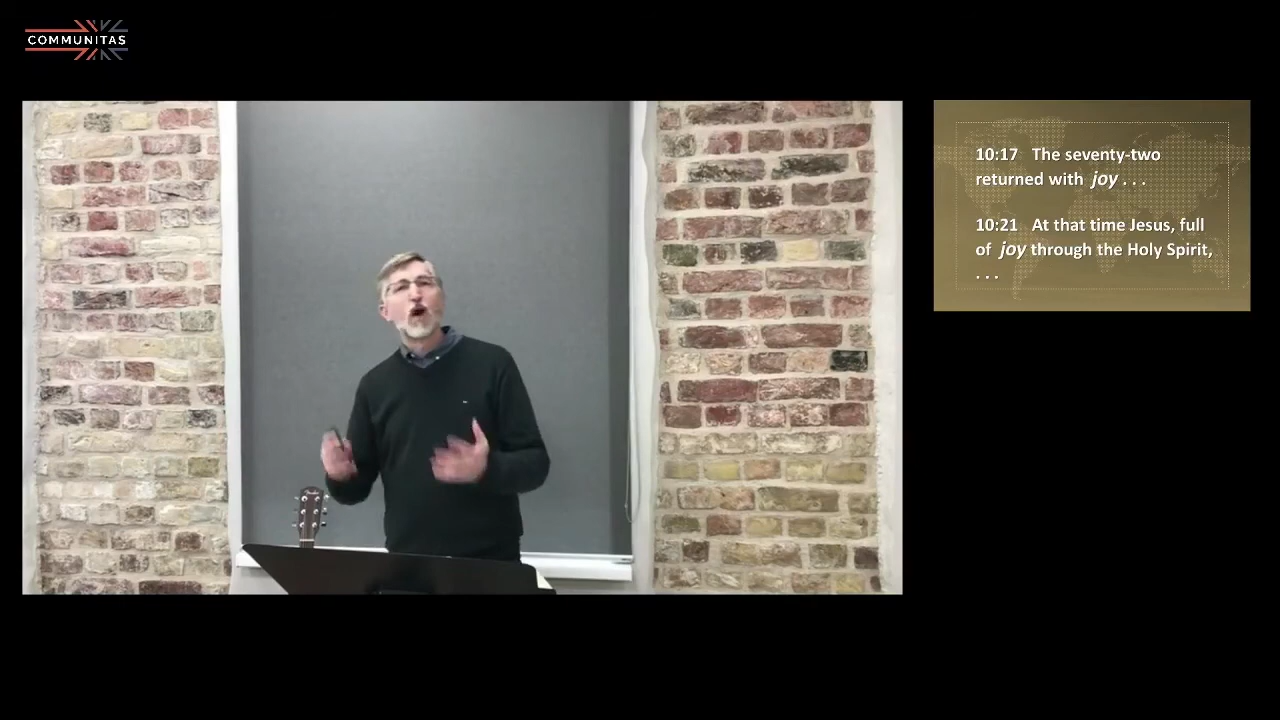 COMMUNITAS
10:17 The seventy-two
returned with joy . . .
10:21 At that time Jesus, full
of joy through the Holy Spirit,
. . .